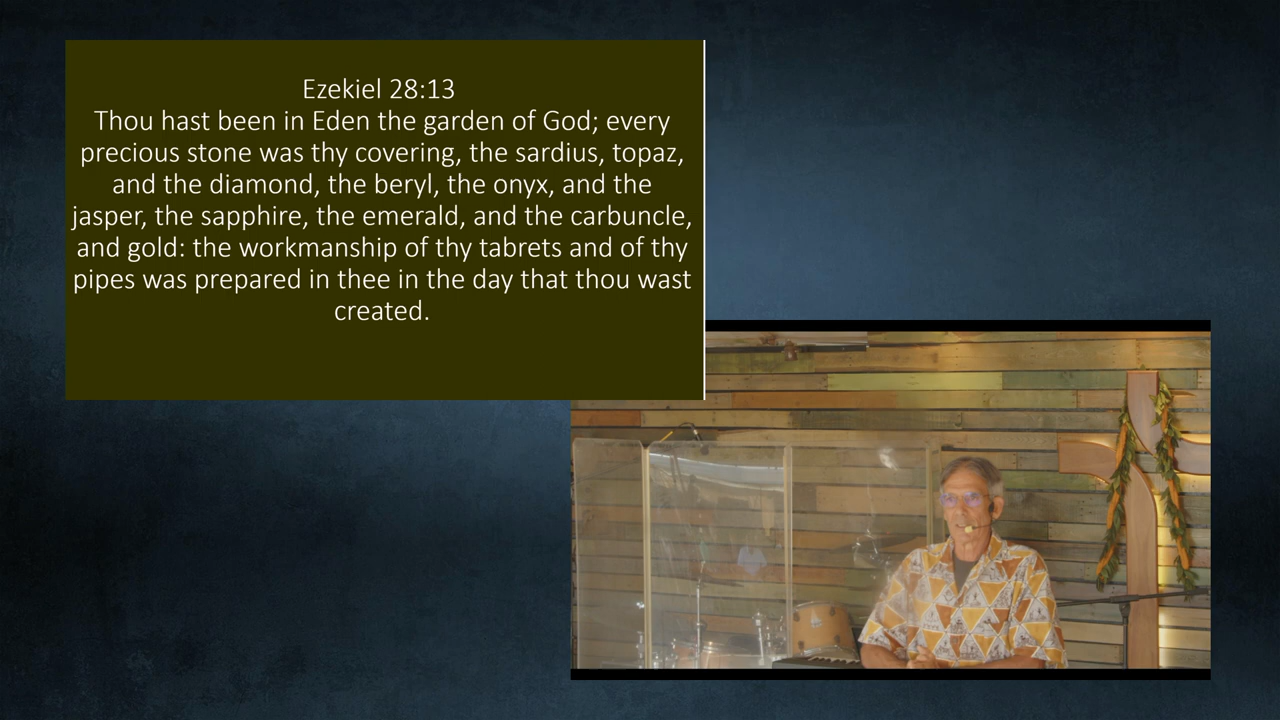 Ezekiel 28:13
Thou hast been in Eden the garden of God; every
precious stone was thy covering, the sardius, topaz,
and the diamond, the beryl, the onyx, and the
jasper, the sapphire, the emerald, and the carbuncle,
and gold: the workmanship of thy tabrets and of thy
pipes was prepared in thee in the day that thou wast
created.